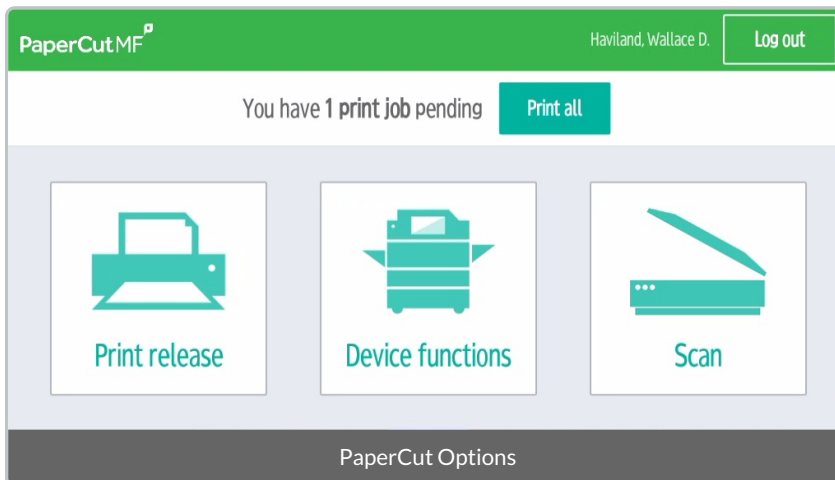 PaperCut MF
Haviland, Wallace D.
Log out
You have 1 print job pending
Print all
Print release
Device functions
Scan
PaperCut Options